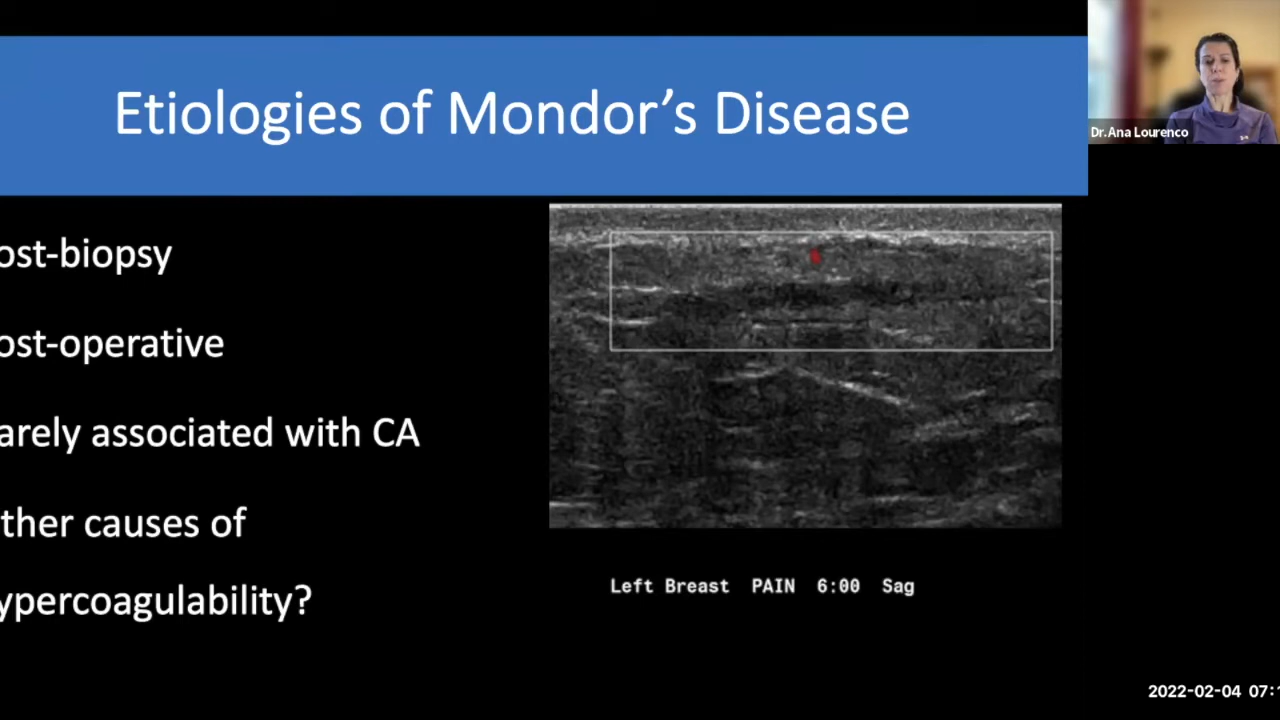 Etiologies of Mondor's Disease
Dr. Ana Lourenco
ost-biopsy
ost-operative
arely associated with CA
ther causes of
ypercoagulability?
Left Breast PAIN 6:00 Sag
2022-02-04 07: